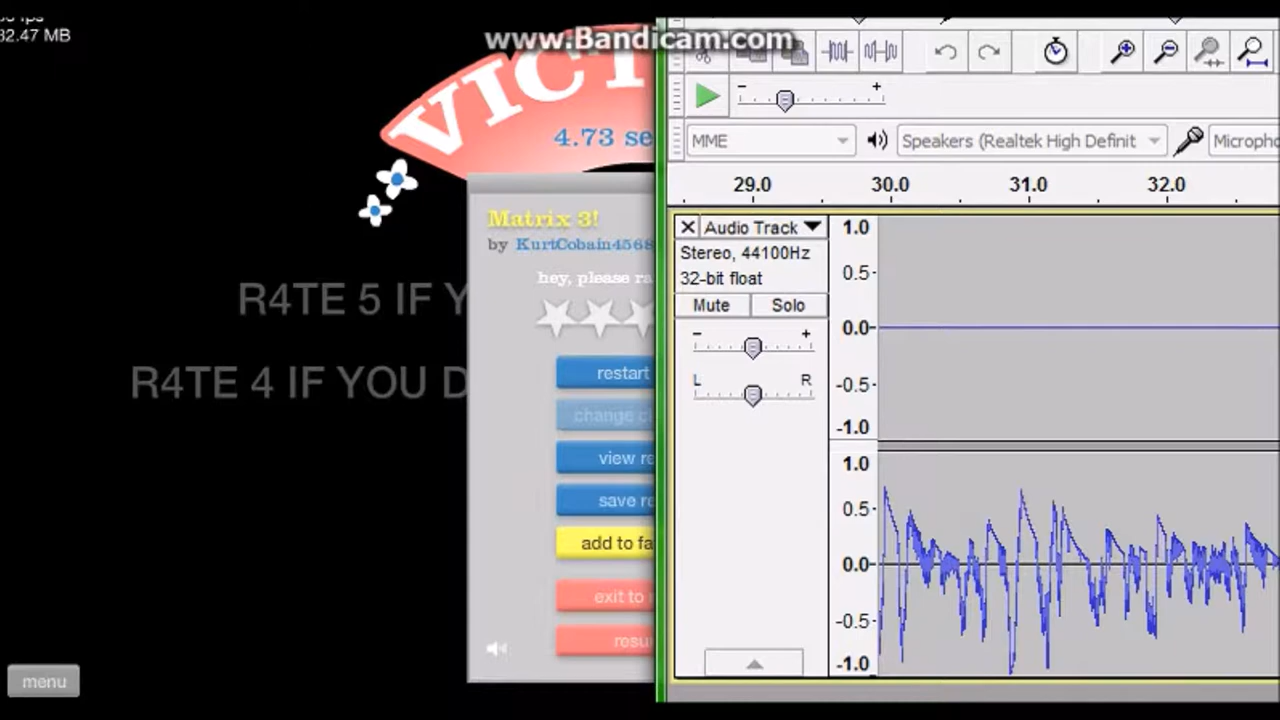 www.Bandicam.com
82.47 MB
VICT
4.73 se
Matrix 3!
by KurtCobain4568
hey, please ra
R4TE 5 IF Y
R4TE 4 IF YOU D
restart
change c
view re
save re
add to fa
exit to
resu
menu
MME
Speakers (Realtek High Definit
Micropho
29.0 30.0 31.0 32.0
Audio Track
Stereo, 44100Hz
32-bit float
Mute Solo
- +
L R
1.0
0.5
0.0
-0.5
-1.0
1.0
0.5
0.0
-0.5
-1.0